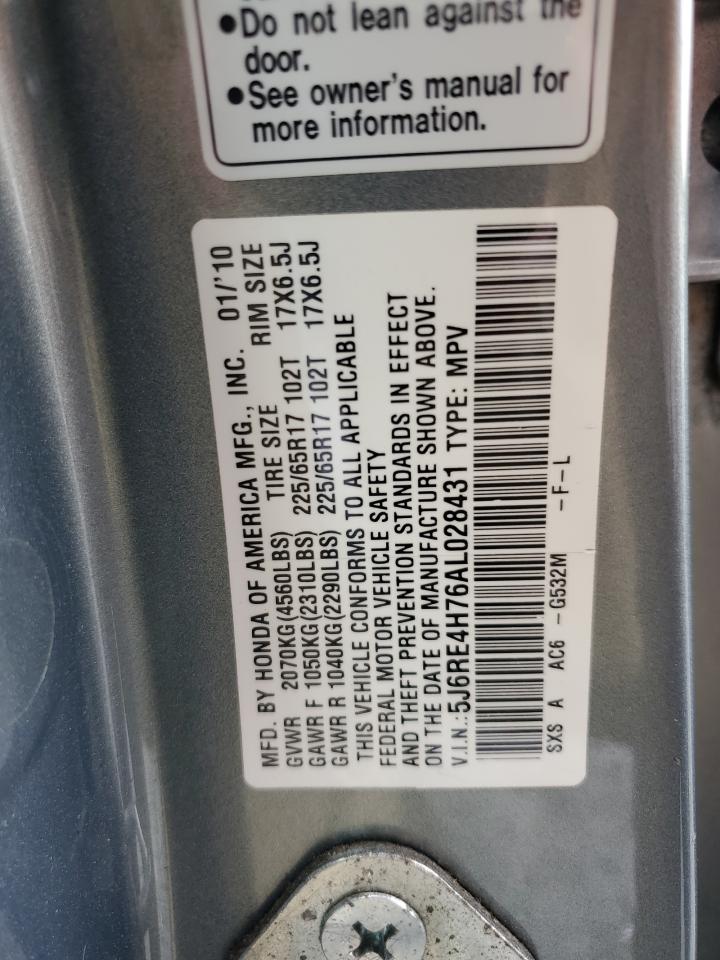 ●Do not lean against the
door.
●See owner's manual for
more information.
MFD. BY HONDA OF AMERICA MFG., INC. 01/'10
GVWR 2070KG(4560LBS) TIRE SIZE RIM SIZE
GAWR F 1050KG(2310LBS) 225/65R17 102T 17X6.5J
GAWR R 1040KG(2290LBS) 225/65R17 102T 17X6.5J
THIS VEHICLE CONFORMS TO ALL APPLICABLE
FEDERAL MOTOR VEHICLE SAFETY
AND THEFT PREVENTION STANDARDS IN EFFECT
ON THE DATE OF MANUFACTURE SHOWN ABOVE.
V.I.N.:5J6RE4H76AL028431 TYPE: MPV
SXS A AC6 -G532M -F-L